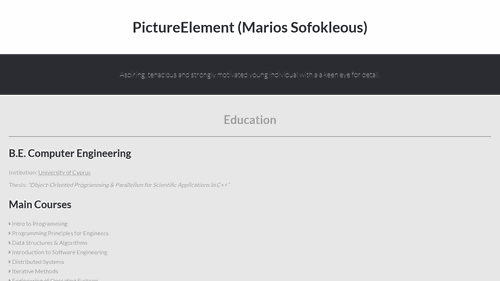 PictureElement (Marios Sofokleous)
Aspiring, tenacious and strongly motivated young individual with a a keen eye for detail.
Education
B.E. Computer Engineering
Institution: University of Cyprus
Thesis: "Object-Oriented Programming & Parallelism for Scientific Applications in C++"
Main Courses
Intro to Programming
Programming Principles for Engineers
Data Structures & Algorithms
Introduction to Software Engineering
Distributed Systems
Iterative Methods